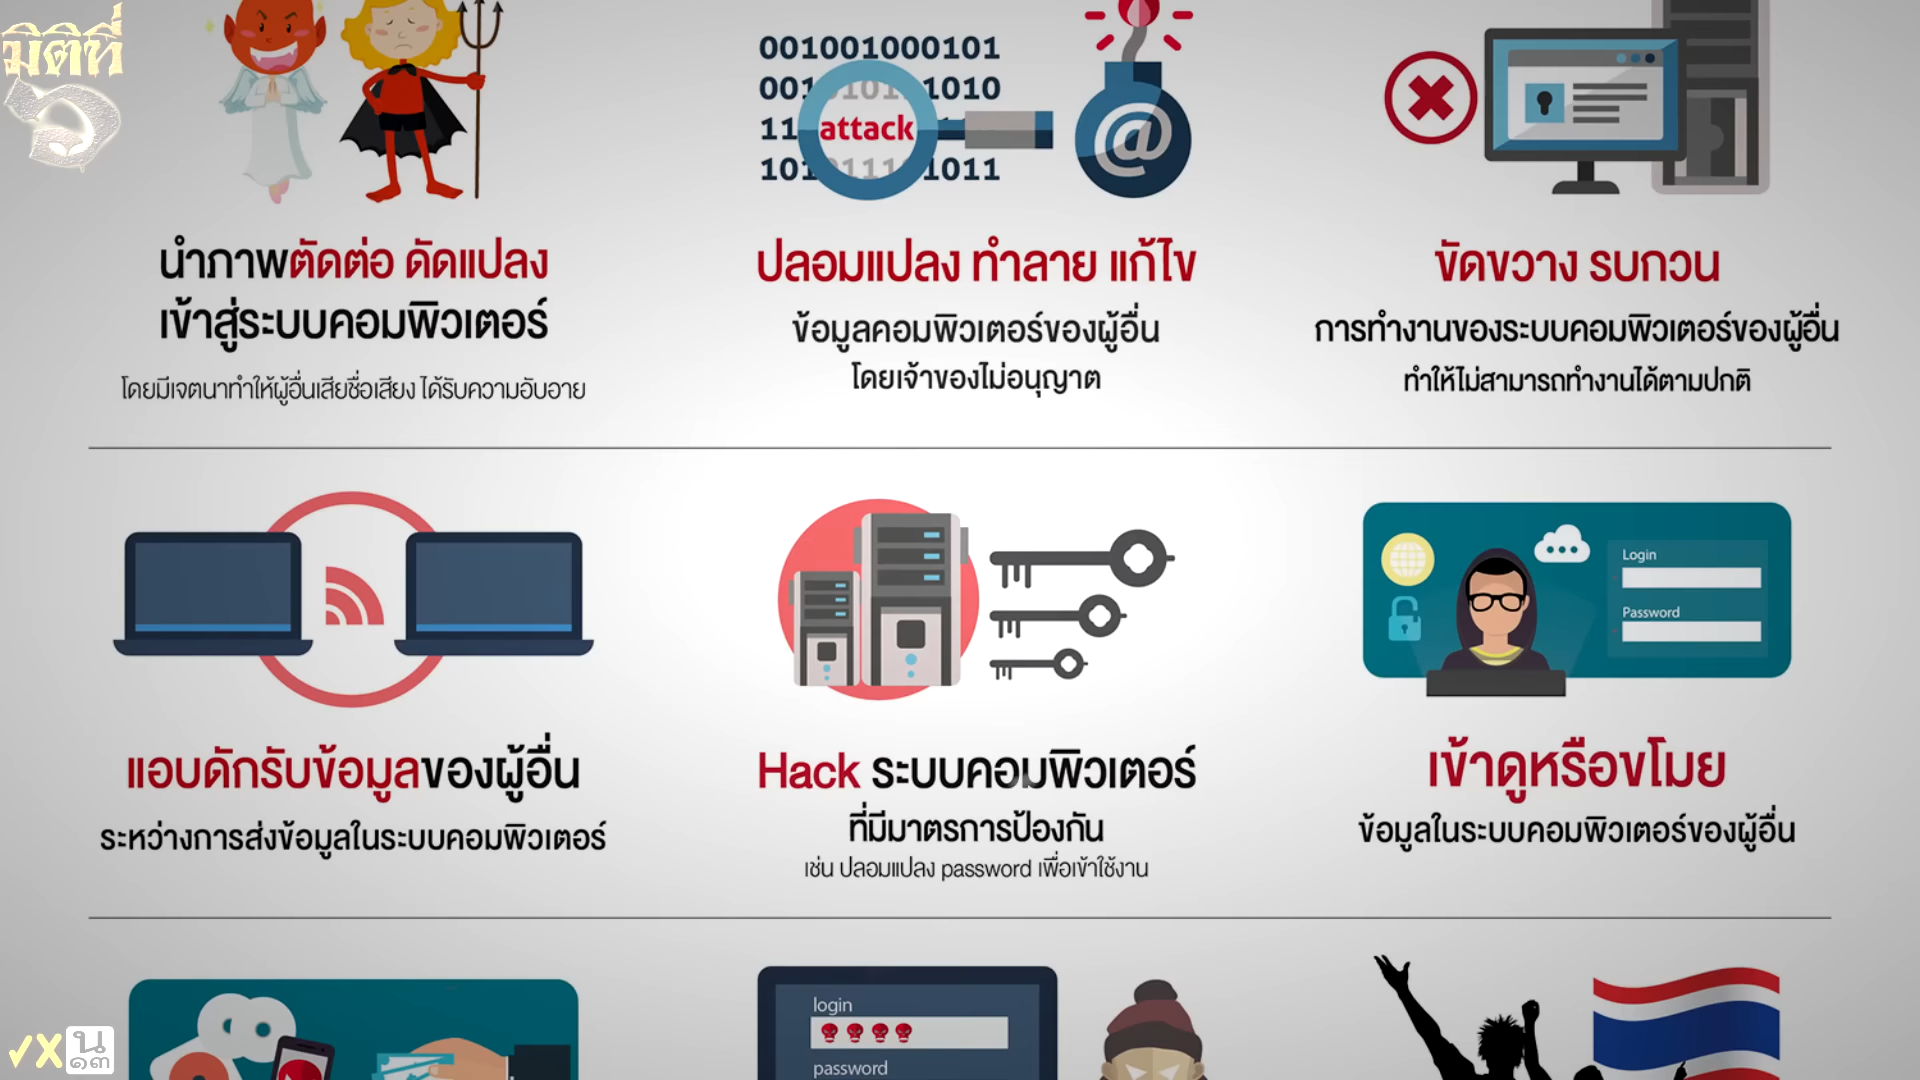 มิติที่
๖
001001000101
001010111010
attack
@
นำภาพตัดต่อ ดัดแปลง
เข้าสู่ระบบคอมพิวเตอร์
โดยมีเจตนาทำให้ผู้อื่นเสียชื่อเสียง ได้รับความอับอาย
ปลอมแปลง ทำลาย แก้ไข
ข้อมูลคอมพิวเตอร์ของผู้อื่น
โดยเจ้าของไม่อนุญาต
ขัดขวาง รบกวน
การทำงานของระบบคอมพิวเตอร์ของผู้อื่น
ทำให้ไม่สามารถทำงานได้ตามปกติ
แอบดักรับข้อมูลของผู้อื่น
ระหว่างการส่งข้อมูลในระบบคอมพิวเตอร์
Hack ระบบคอมพิวเตอร์
ที่มีมาตรการป้องกัน
เช่น ปลอมแปลง password เพื่อเข้าใช้งาน
Login
Password
เข้าดูหรือขโมย
ข้อมูลในระบบคอมพิวเตอร์ของผู้อื่น
login
password
✓X น
๑๓